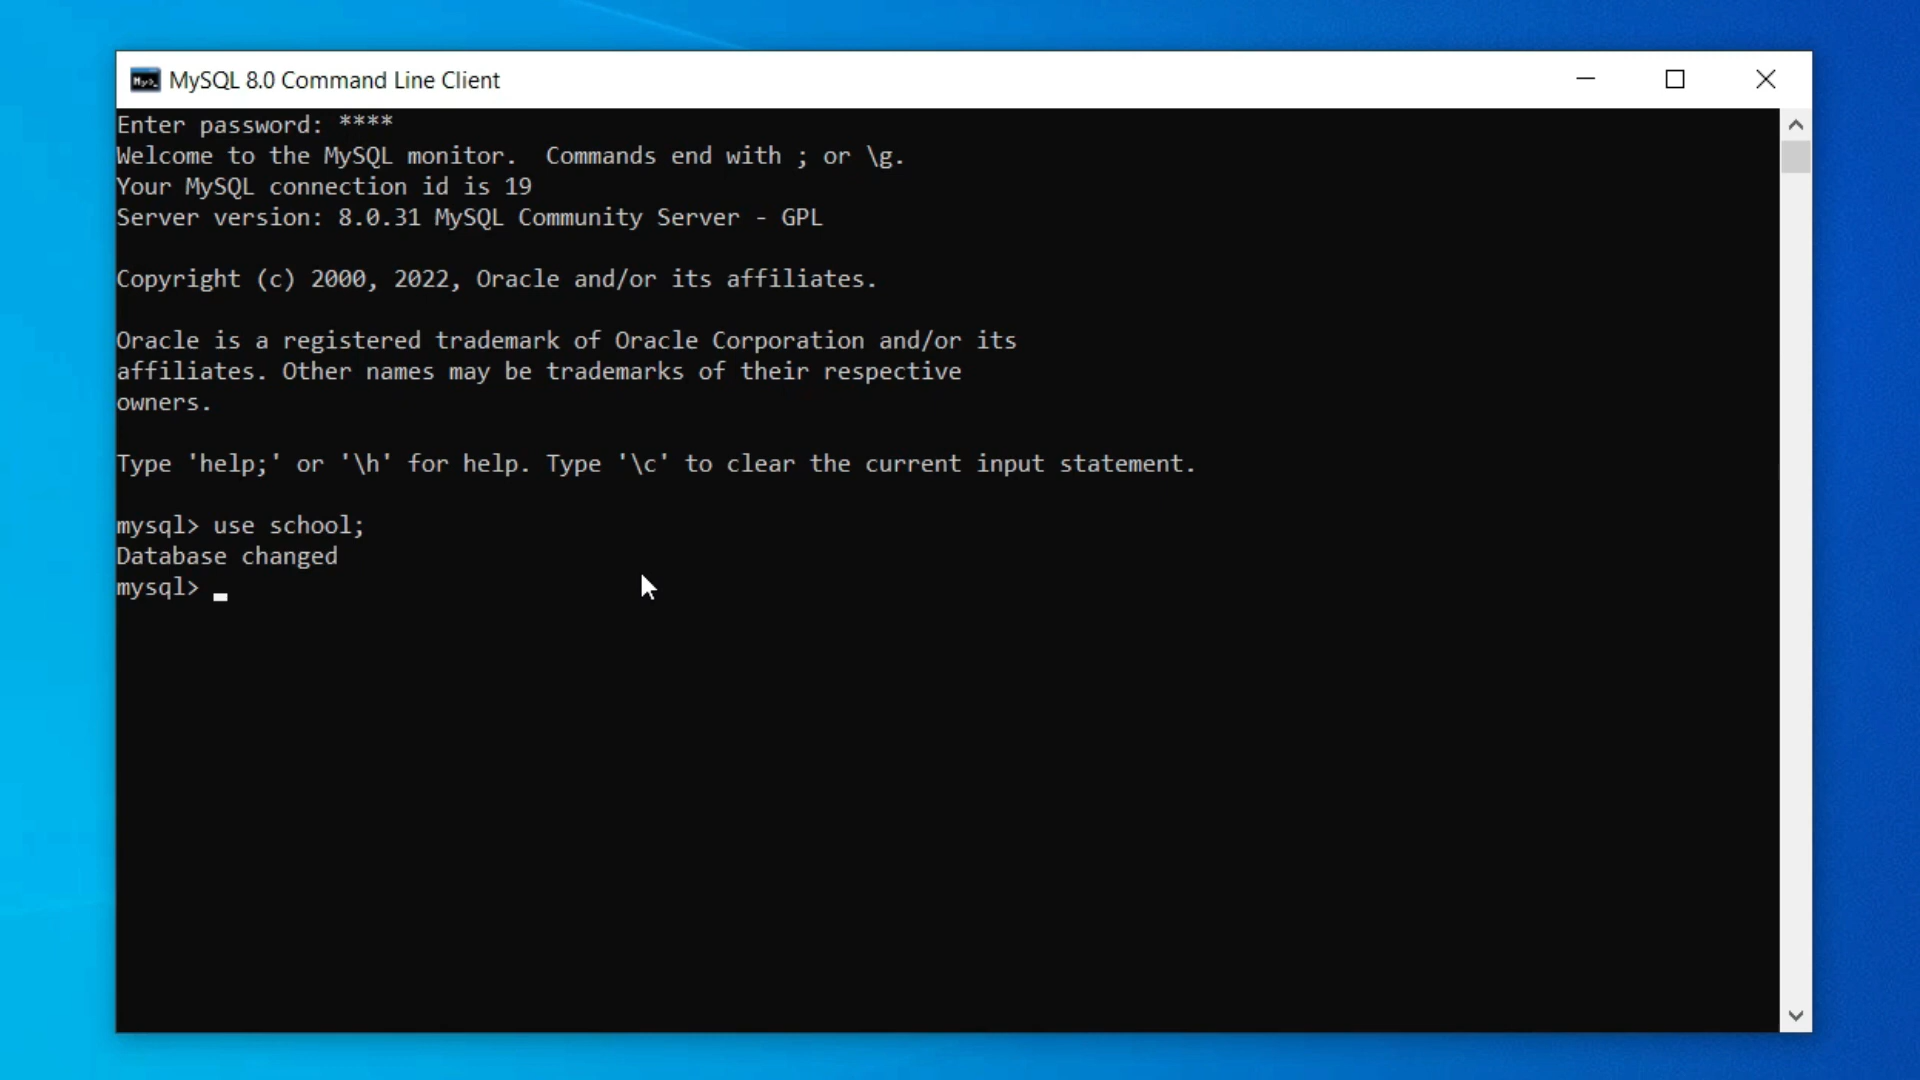 MySQL 8.0 Command Line Client
Enter password: ****
Welcome to the MySQL monitor.  Commands end with ; or \g.
Your MySQL connection id is 19
Server version: 8.0.31 MySQL Community Server - GPL
Copyright (c) 2000, 2022, Oracle and/or its affiliates.
Oracle is a registered trademark of Oracle Corporation and/or its
affiliates. Other names may be trademarks of their respective
owners.
Type 'help;' or '\h' for help. Type '\c' to clear the current input statement.
mysql> use school;
Database changed
mysql>